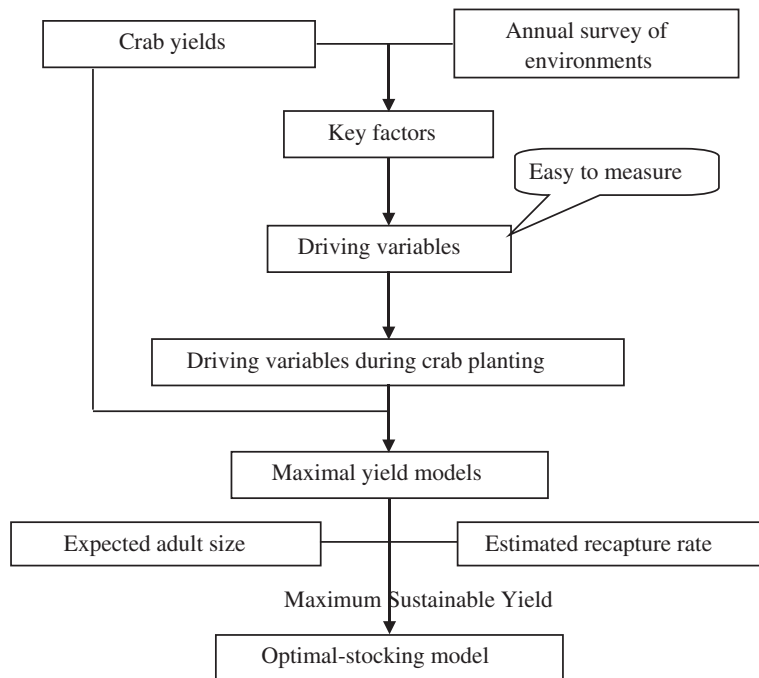 Crab yields
Annual survey of
environments
Key factors
Easy to measure
Driving variables
Driving variables during crab planting
Maximal yield models
Expected adult size
Estimated recapture rate
Maximum Sustainable Yield
Optimal-stocking model